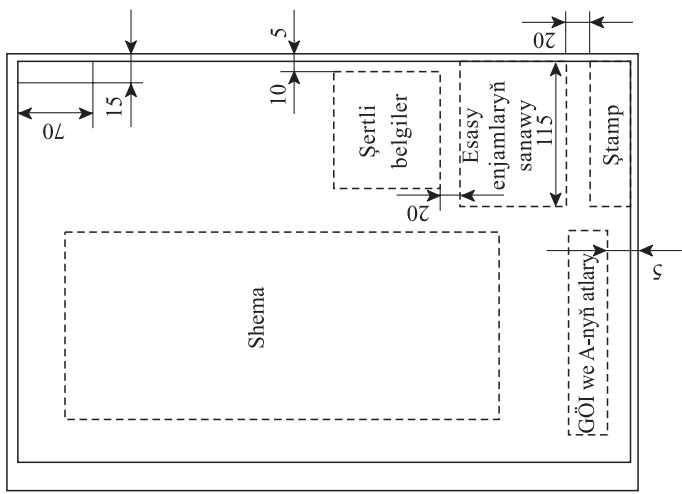 70
15
5
10
20
20
5
Şertli
belgiler
Esasy
enjamlaryň
sanawy
115
Ştamp
Shema
GÖI we A-nyň atlary